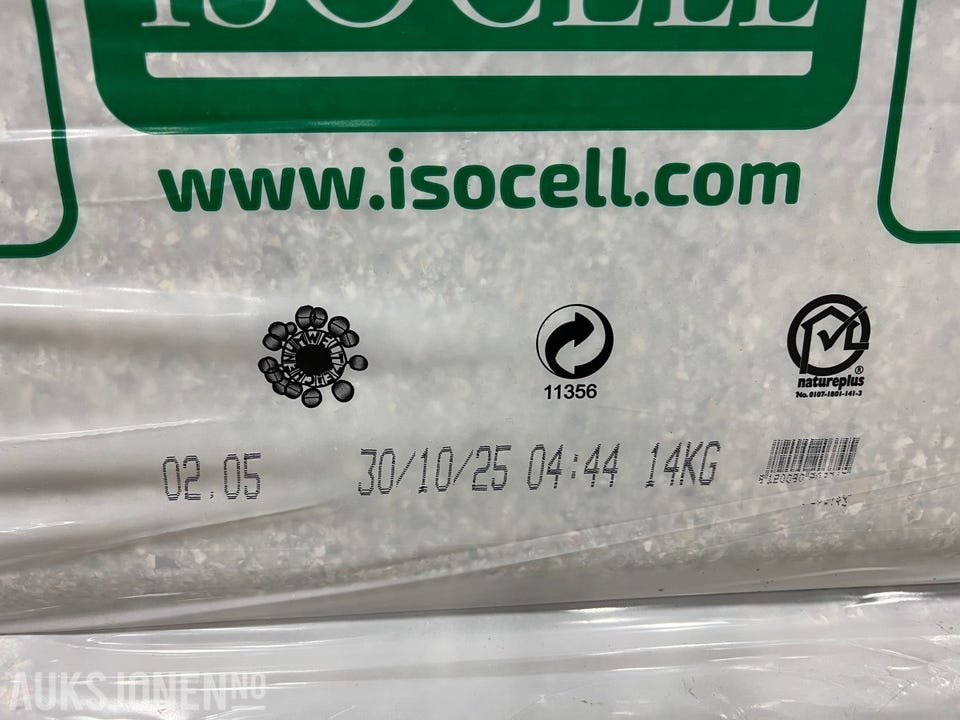 ISOCELL
www.isocell.com
UMWELTZEICHEN
11356
®
natureplus
No. 0107-1801-141-3
02.05 30/10/25 04:44 14KG
AUKSJONEN NO